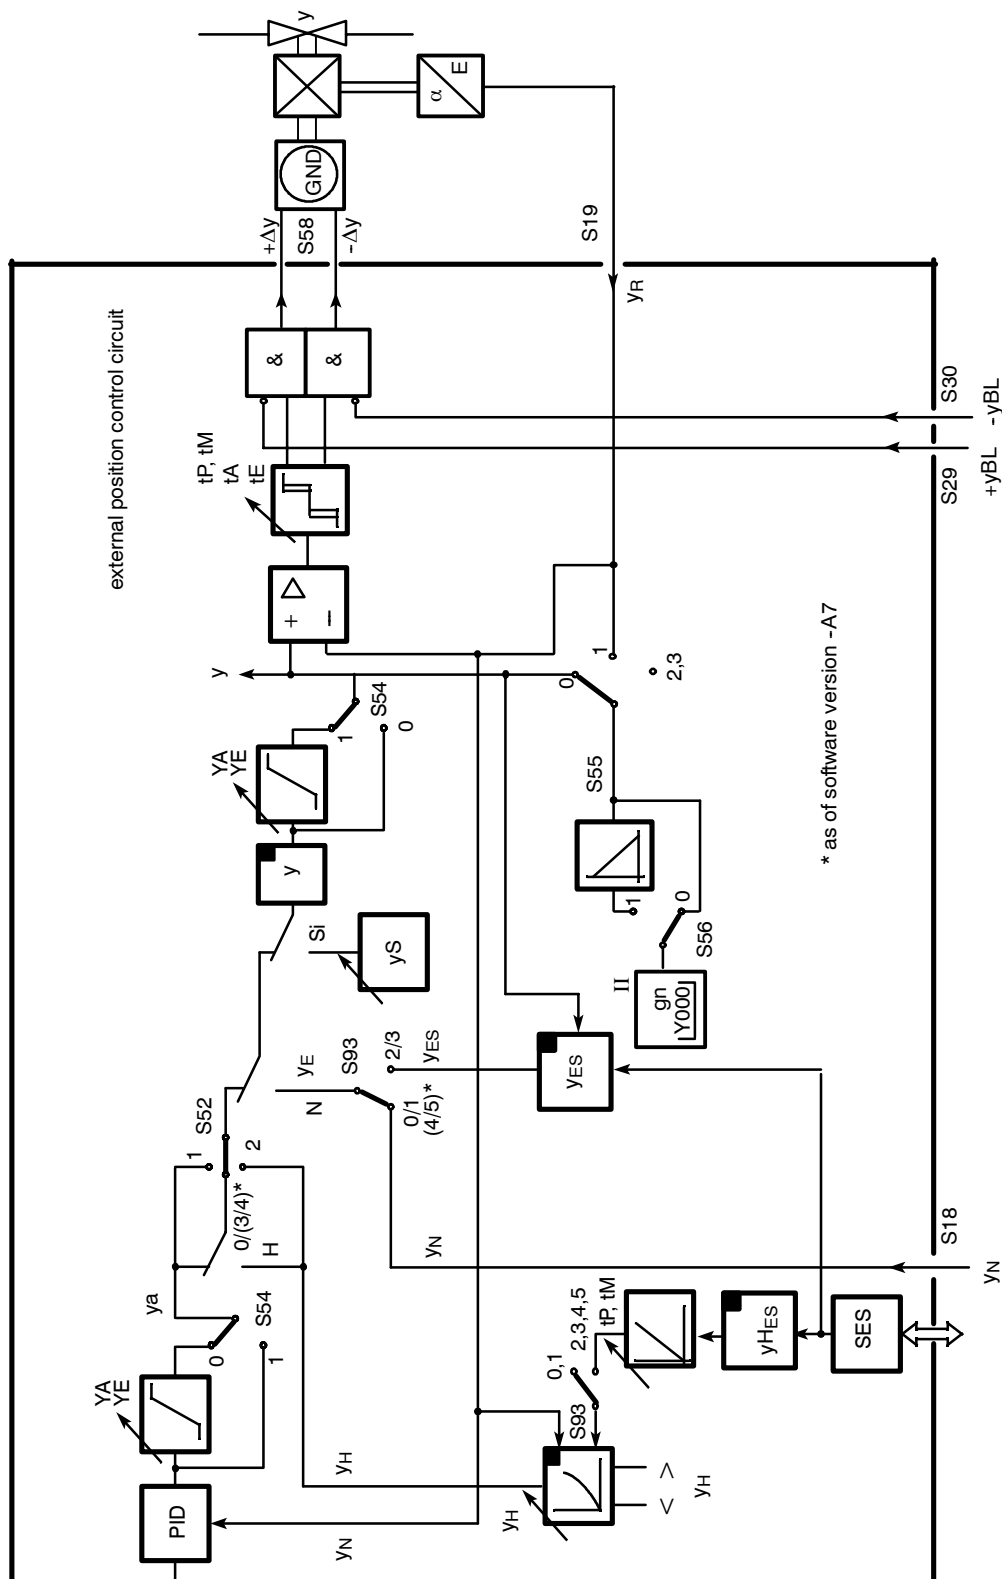 y
E
α
GND
+Δy
S58
-Δy
S19
yR
external position control circuit
&
&
S30
-yBL
S29
+yBL
tP, tM
tA
tE
+
−
y
S54
1
0
YA
YE
y
0
1
2,3
S55
* as of software version -A7
1
0
S56
II
gn
Y000
Si
yS
yE
N
S93
2/3
yES
0/1
(4/5)*
yES
S52
1
2
0/(3/4)*
H
yN
S18
yN
ya
S54
0
1
YA
YE
PID
yH
yN
yH
S93
0,1
2,3,4,5
tP, tM
yHES
SES
< >
yH